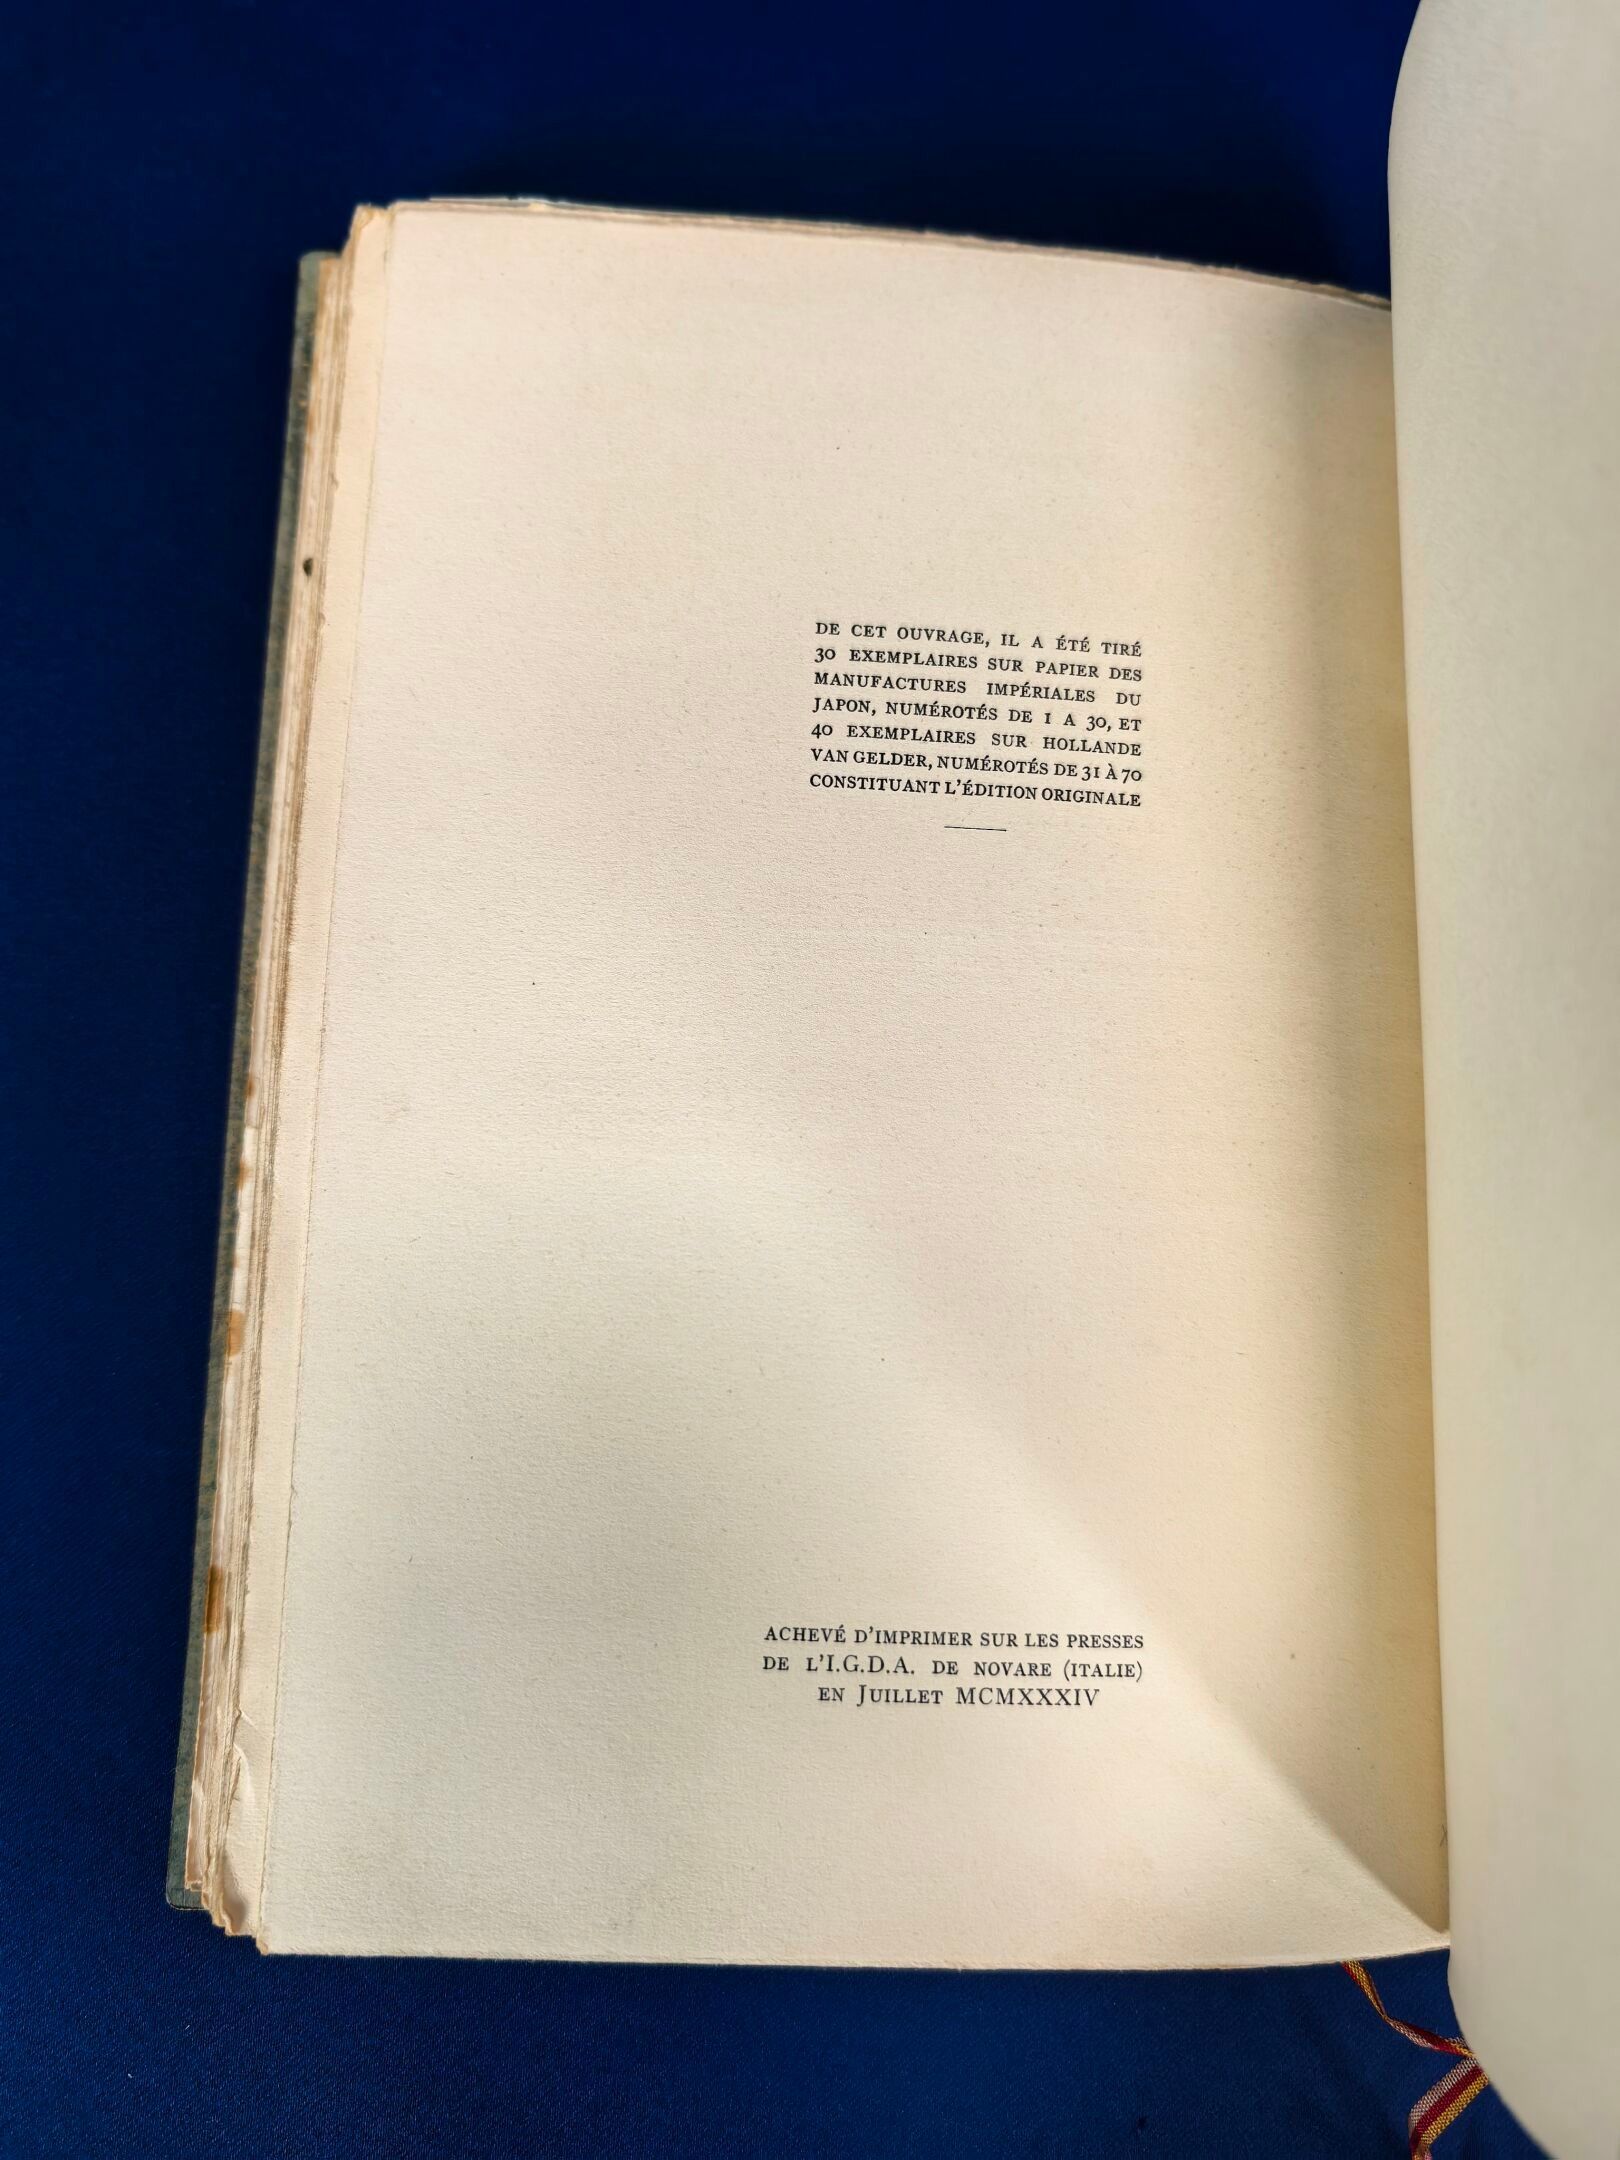 DE CET OUVRAGE, IL A ÉTÉ TIRÉ
30 EXEMPLAIRES SUR PAPIER DES
MANUFACTURES IMPÉRIALES DU
JAPON, NUMÉROTÉS DE 1 A 30, ET
40 EXEMPLAIRES SUR HOLLANDE
VAN GELDER, NUMÉROTÉS DE 31 À 70
CONSTITUANT L'ÉDITION ORIGINALE
ACHEVÉ D'IMPRIMER SUR LES PRESSES
DE L'I.G.D.A. DE NOVARE (ITALIE)
EN JUILLET MCMXXXIV